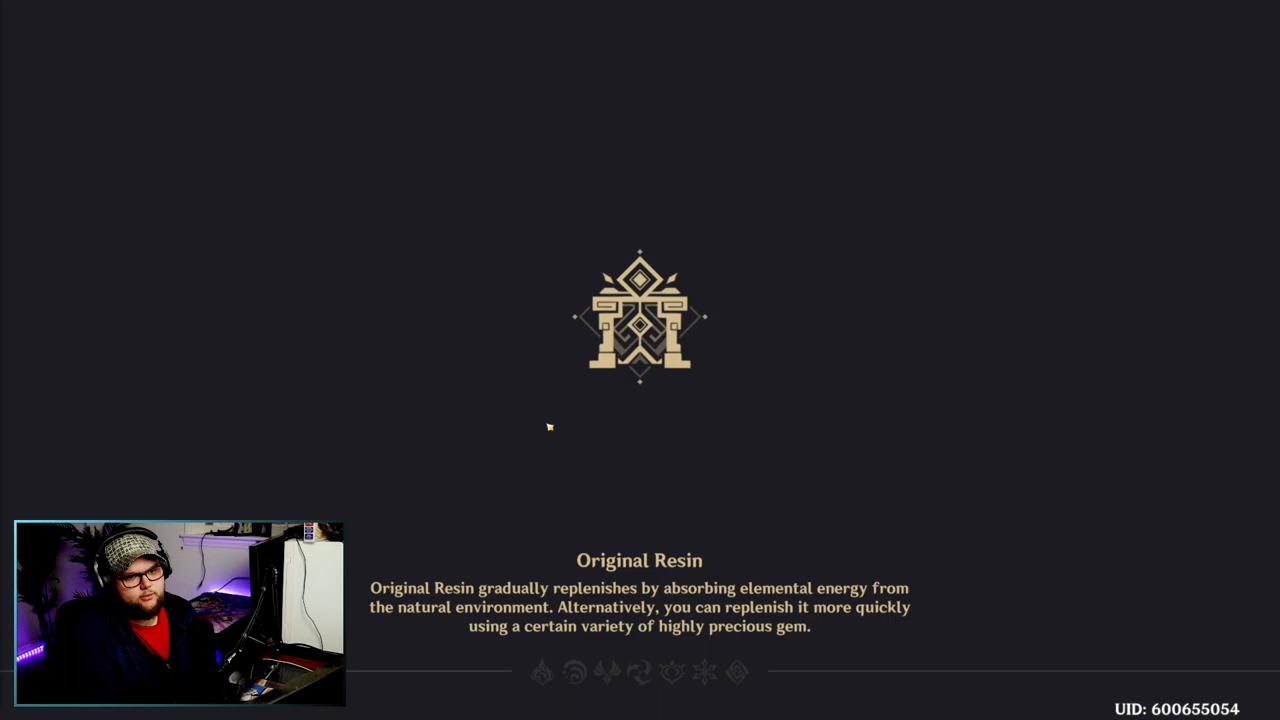 Original Resin
Original Resin gradually replenishes by absorbing elemental energy from
the natural environment. Alternatively, you can replenish it more quickly
using a certain variety of highly precious gem.
UID: 600655054